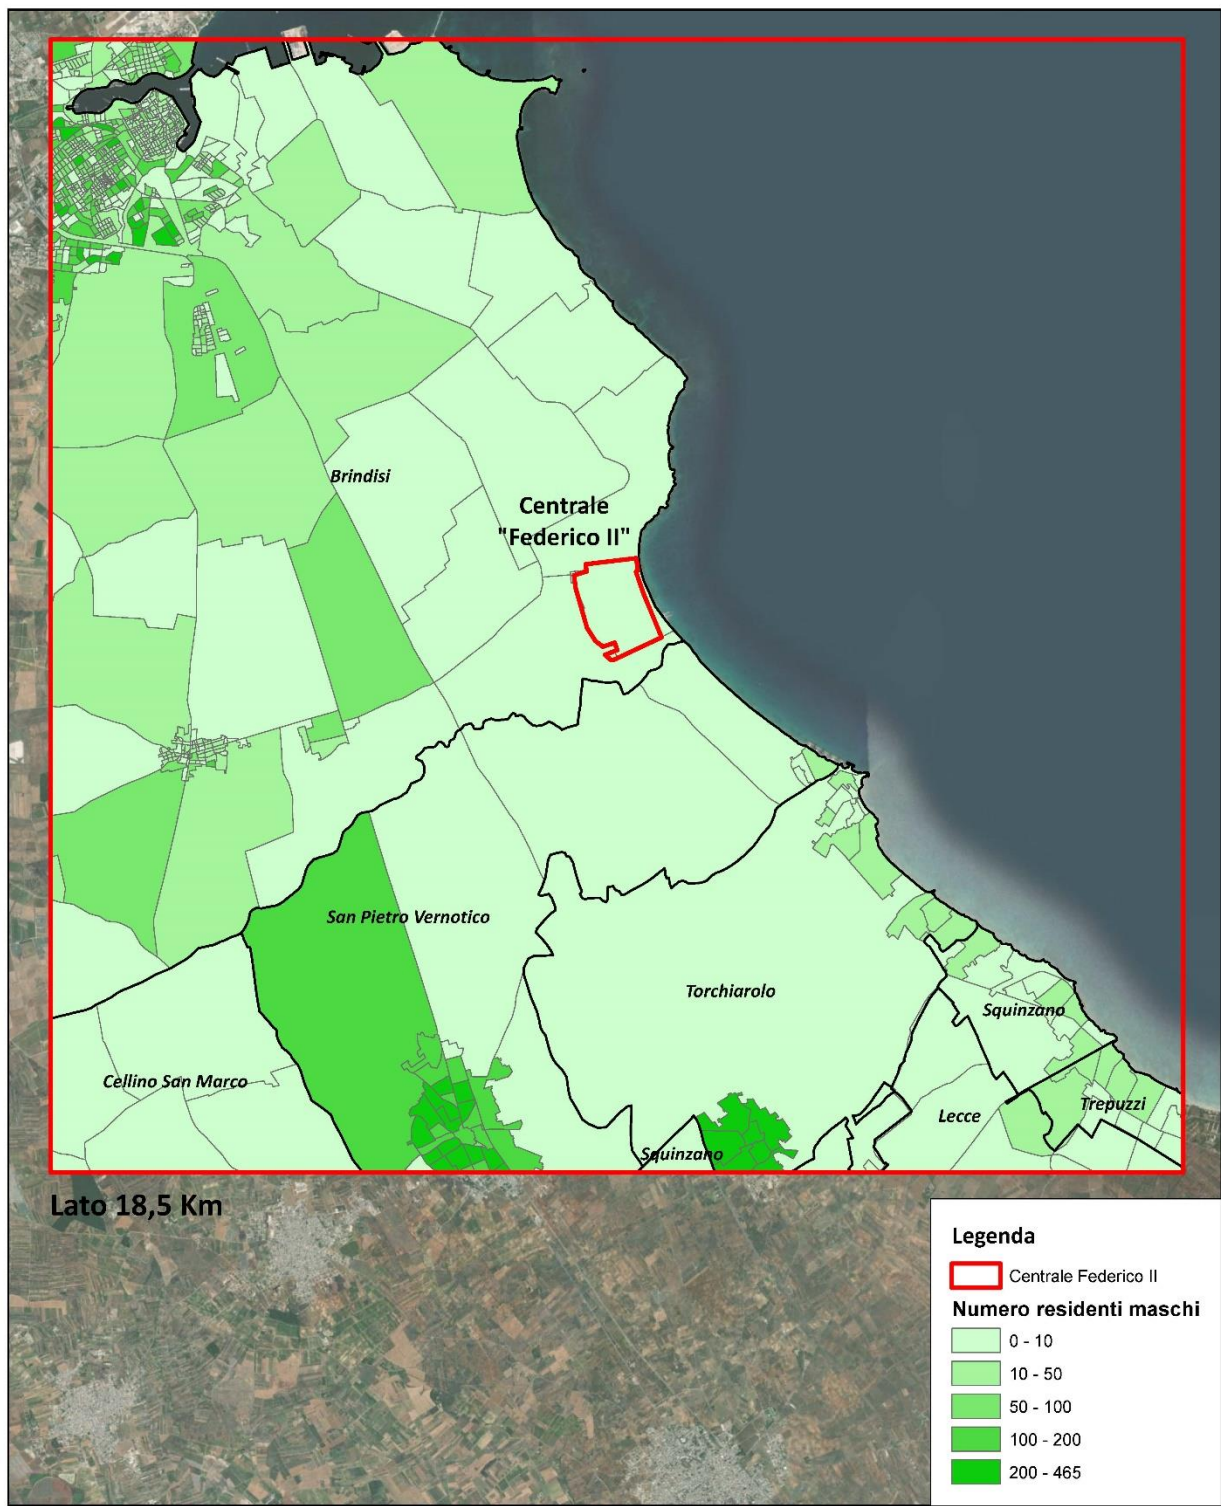 Brindisi
Centrale
"Federico II"
San Pietro Vernotico
Torchiarolo
Squinzano
Cellino San Marco
Lecce
Trepuzzi
Squinzano
Lato 18,5 Km
Legenda
Centrale Federico II
Numero residenti maschi
0 - 10
10 - 50
50 - 100
100 - 200
200 - 465